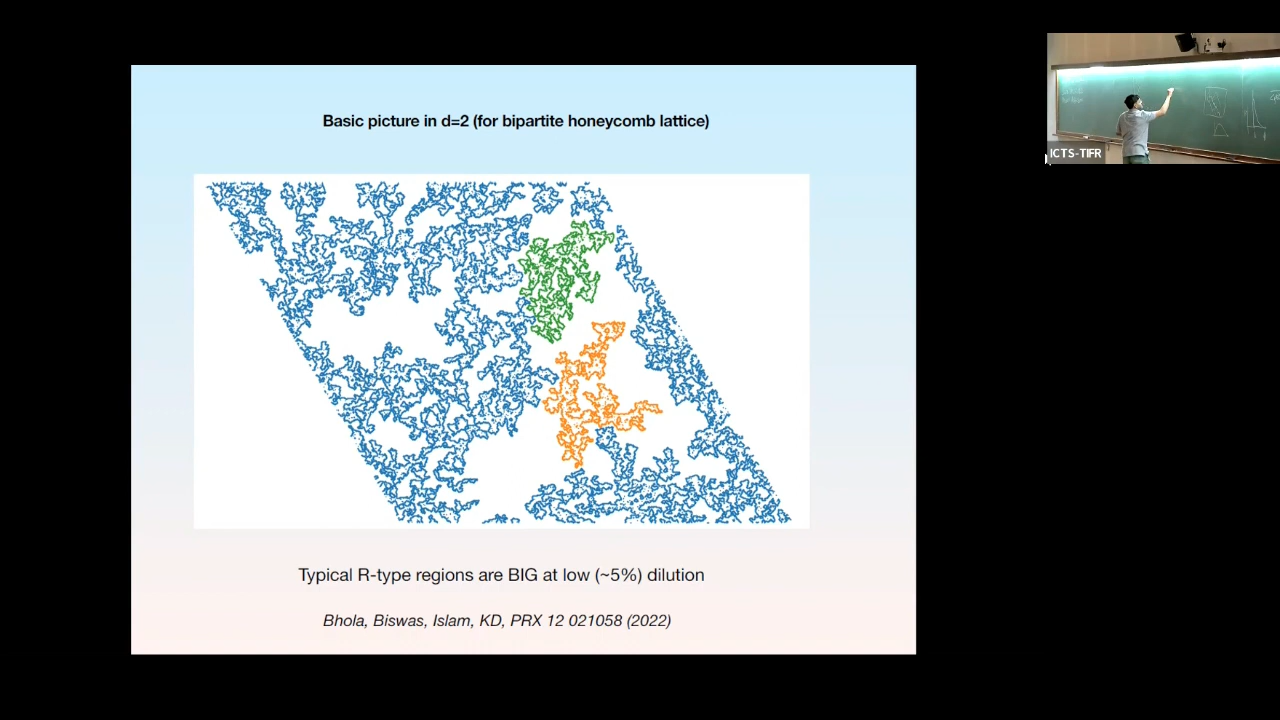 Basic picture in d=2 (for bipartite honeycomb lattice)
ICTS-TIFR
Typical R-type regions are BIG at low (~5%) dilution
Bhola, Biswas, Islam, KD, PRX 12 021058 (2022)